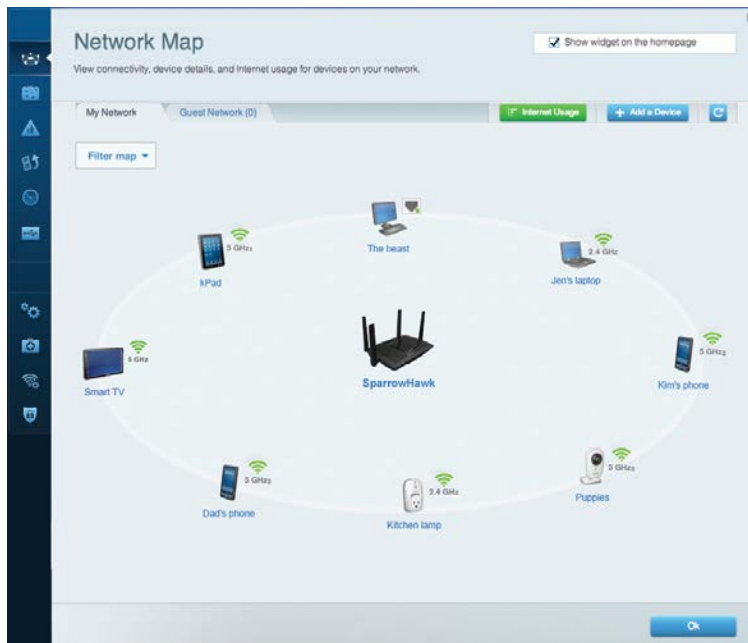 Network Map
Show widget on the homepage
View connectivity, device details, and Internet usage for devices on your network.
My Network
Guest Network (0)
Internet Usage
+ Add a Device
Filter map
The beast
5 GHz
kPad
2.4 GHz
Jen's laptop
5 GHz
Smart TV
SparrowHawk
5 GHz
Kim's phone
5 GHz
Dad's phone
2.4 GHz
Kitchen lamp
5 GHz
Puppies
Ok